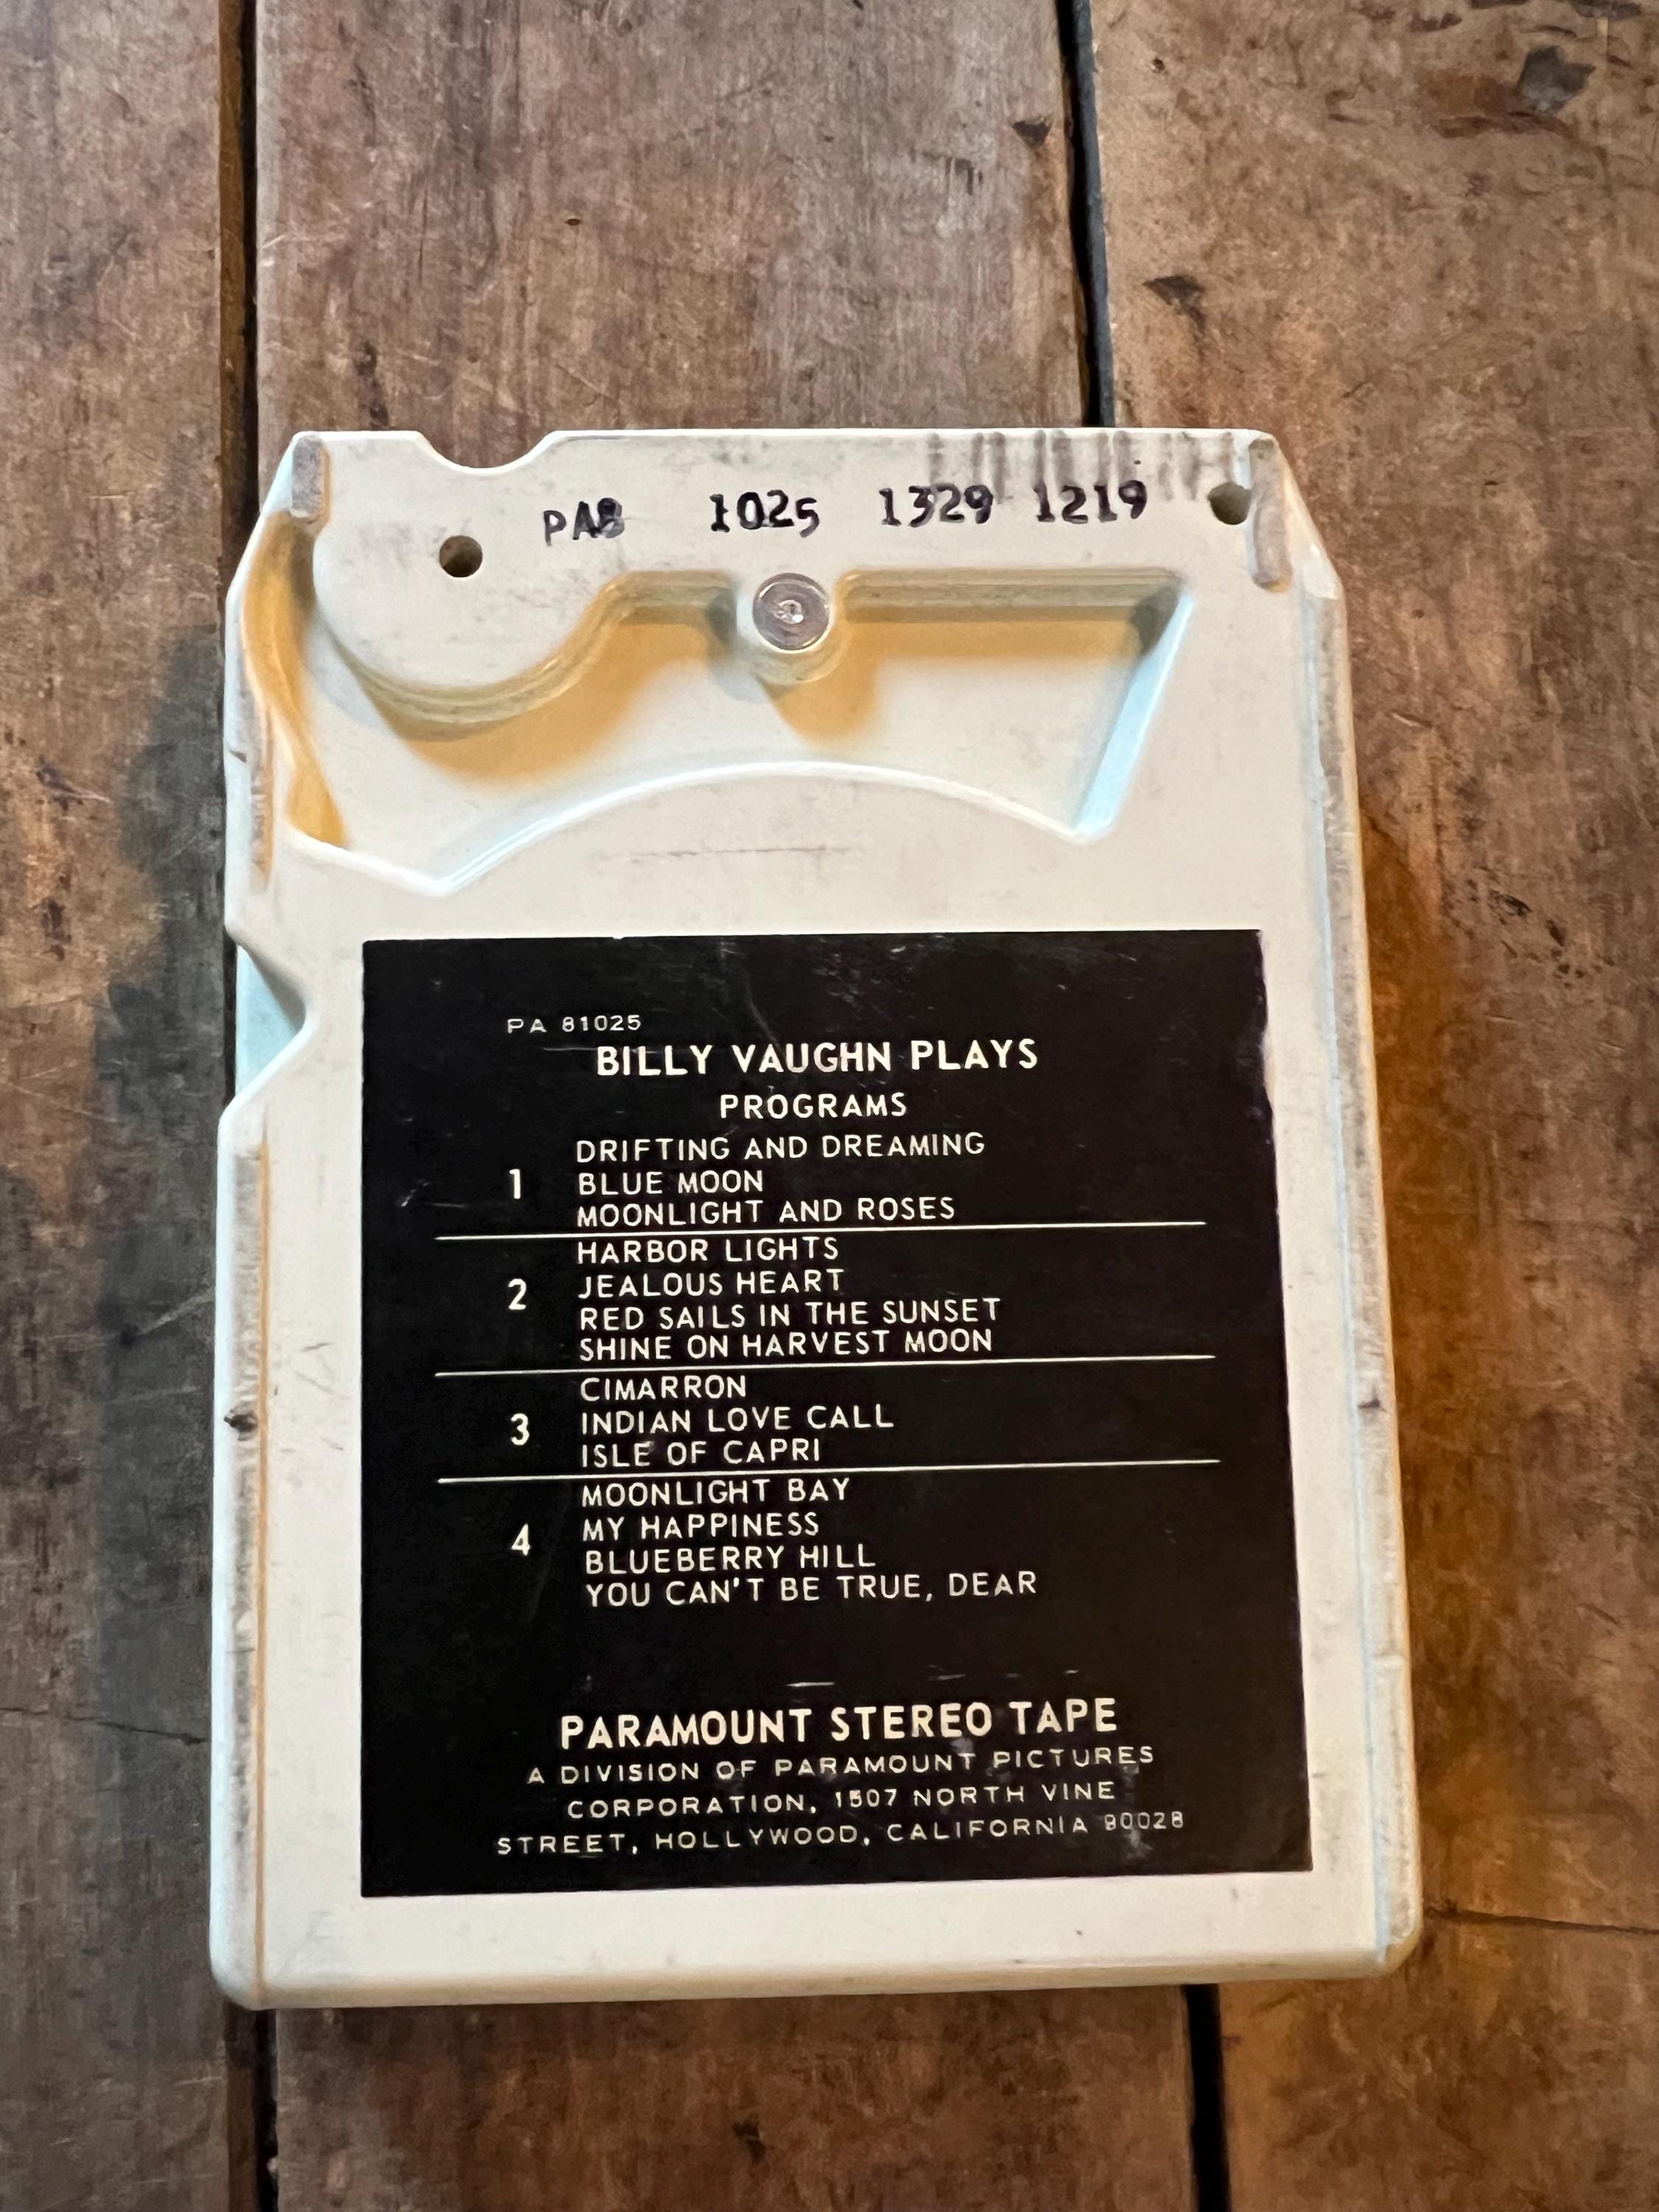 PA8 1025 1329 1219
PA 81025
BILLY VAUGHN PLAYS
PROGRAMS
1
DRIFTING AND DREAMING
BLUE MOON
MOONLIGHT AND ROSES
2
HARBOR LIGHTS
JEALOUS HEART
RED SAILS IN THE SUNSET
SHINE ON HARVEST MOON
3
CIMARRON
INDIAN LOVE CALL
ISLE OF CAPRI
4
MOONLIGHT BAY
MY HAPPINESS
BLUEBERRY HILL
YOU CAN'T BE TRUE, DEAR
PARAMOUNT STEREO TAPE
A DIVISION OF PARAMOUNT PICTURES
CORPORATION, 1507 NORTH VINE
STREET, HOLLYWOOD, CALIFORNIA 90028